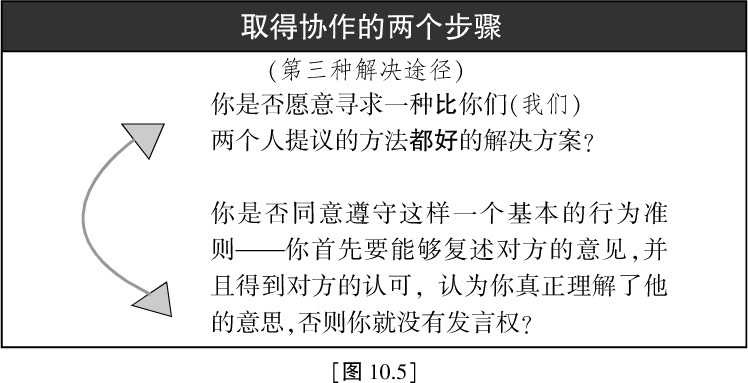 取得协作的两个步骤
(第三种解决途径)
你是否愿意寻求一种比你们(我们)
两个人提议的方法都好的解决方案?
你是否同意遵守这样一个基本的行为准
则——你首先要能够复述对方的意见,并
且得到对方的认可,认为你真正理解了他
的意思,否则你就没有发言权?
[图 10.5]